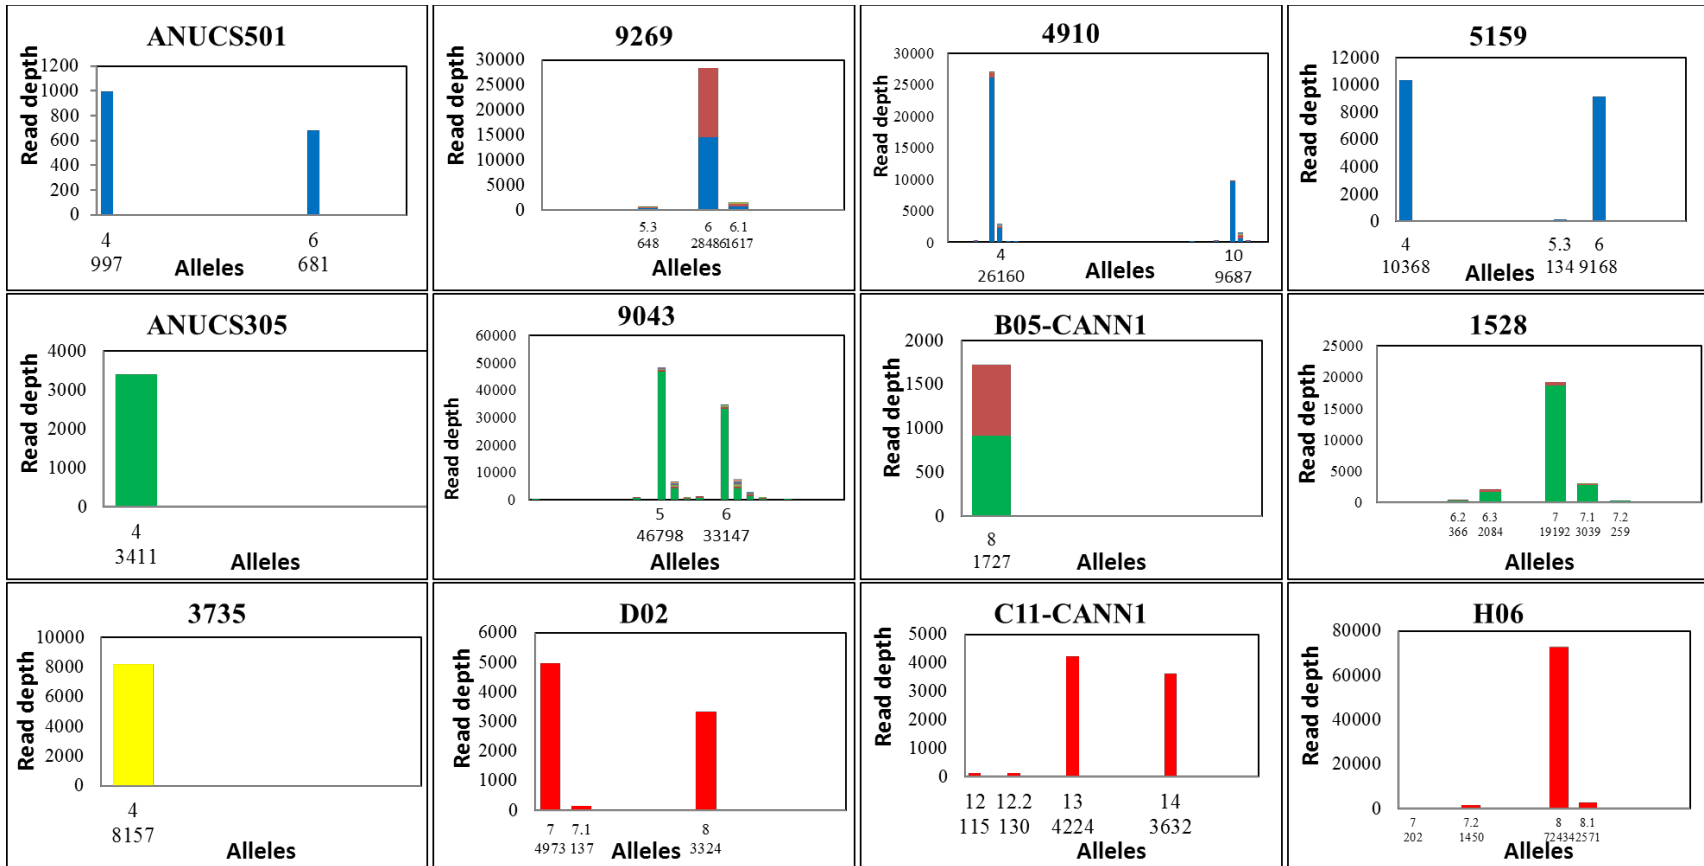 ANUCS501
Read depth
1200
1000
800
600
400
200
0
4 6
997 681
Alleles
9269
Read depth
30000
25000
20000
15000
10000
5000
0
5.3 6 6.1
648 28486 1617
Alleles
4910
Read depth
30000
25000
20000
15000
10000
5000
0
4 10
26160 9687
Alleles
5159
Read depth
12000
10000
8000
6000
4000
2000
0
4 5.3 6
10368 134 9168
Alleles
ANUCS305
Read depth
4000
3000
2000
1000
0
4
3411
Alleles
9043
Read depth
60000
50000
40000
30000
20000
10000
0
5 6
46798 33147
Alleles
B05-CANN1
Read depth
2000
1500
1000
500
0
8
1727
Alleles
1528
Read depth
25000
20000
15000
10000
5000
0
6.2 6.3 7 7.1 7.2
366 2084 19192 3039 259
Alleles
3735
Read depth
10000
8000
6000
4000
2000
0
4
8157
Alleles
D02
Read depth
6000
5000
4000
3000
2000
1000
0
7 7.1 8
4973 137 3324
Alleles
C11-CANN1
Read depth
5000
4000
3000
2000
1000
0
12 12.2 13 14
115 130 4224 3632
Alleles
H06
Read depth
80000
60000
40000
20000
0
7 7.2 8 8.1
202 1450 72434 2571
Alleles